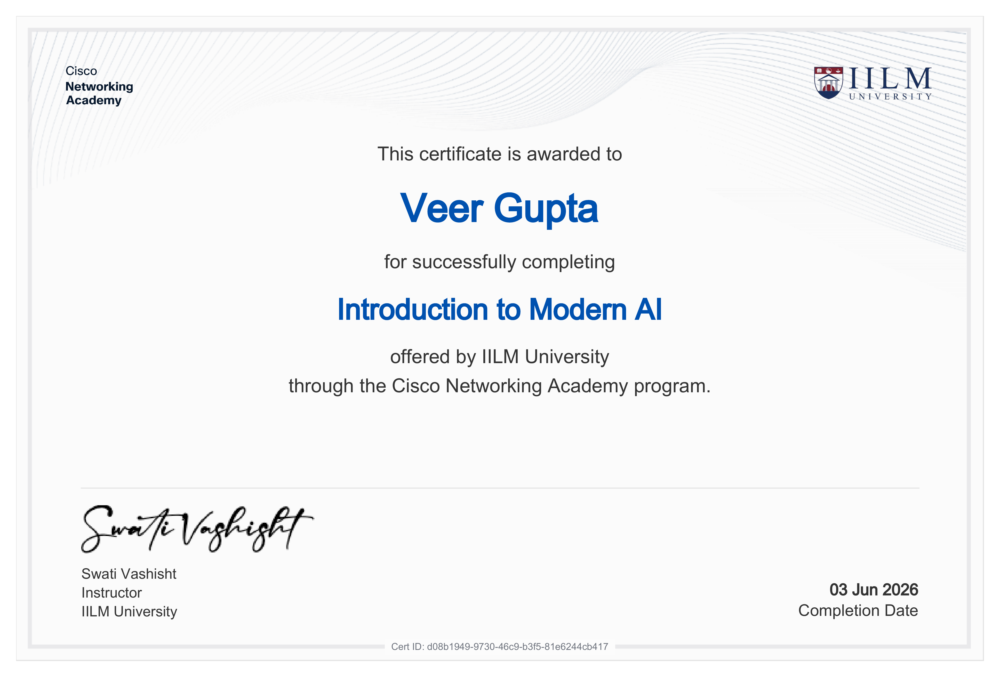 Cisco
Networking
Academy
IILM
UNIVERSITY
This certificate is awarded to
Veer Gupta
for successfully completing
Introduction to Modern AI
offered by IILM University
through the Cisco Networking Academy program.
Swati Vashisht
Swati Vashisht
Instructor
IILM University
03 Jun 2026
Completion Date
Cert ID: d08b1949-9730-46c9-b3f5-81e6244cb417